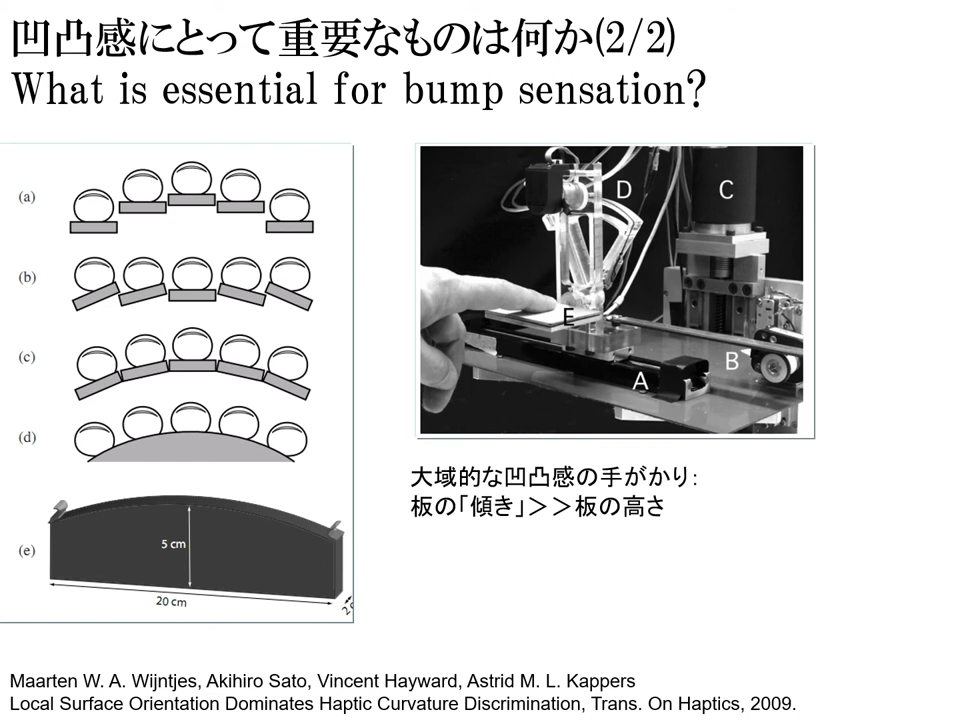 凹凸感にとって重要なものは何か(2/2)
What is essential for bump sensation?
(a)
(b)
(c)
(d)
(e)
5 cm
20 cm
D
C
E
B
A
大域的な凹凸感の手がかり：
板の「傾き」＞＞板の高さ
Maarten W. A. Wijntjes, Akihiro Sato, Vincent Hayward, Astrid M. L. Kappers
Local Surface Orientation Dominates Haptic Curvature Discrimination, Trans. On Haptics, 2009.